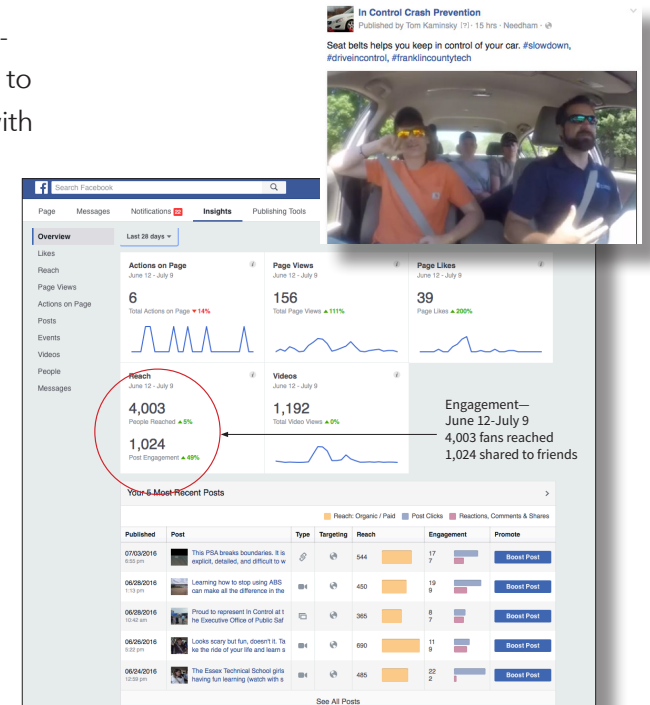 -
to
vith
In Control Crash Prevention
Published by Tom Kaminsky [?] · 15 hrs · Needham ·
Seat belts helps you keep in control of your car. #slowdown,
#driveincontrol, #franklincountytech
f Search Facebook
Page Messages Notifications 22 Insights Publishing Tools
Overview
Likes
Reach
Page Views
Actions on Page
Posts
Events
Videos
People
Messages
Last 28 days
Actions on Page
June 12 - July 9
6
Total Actions on Page ▼14%
Page Views
June 12 - July 9
156
Total Page Views ▲111%
Page Likes
June 12 - July 9
39
Page Likes ▲200%
Reach
June 12 - July 9
4,003
People Reached ▲5%
1,024
Post Engagement ▲49%
Videos
June 12 - July 9
1,192
Total Video Views ▲0%
Engagement—
June 12-July 9
4,003 fans reached
1,024 shared to friends
Your 5 Most Recent Posts >
Reach: Organic / Paid Post Clicks Reactions, Comments & Shares
Published Post Type Targeting Reach Engagement Promote
07/03/2016 This PSA breaks boundaries. It is 544 17 Boost Post
6:55 pm explicit, detailed, and difficult to w 7
06/28/2016 Learning how to stop using ABS 450 19 Boost Post
1:13 pm can make all the difference in the 9
06/28/2016 Proud to represent in Control at t 365 8 Boost Post
10:42 am he Executive Office of Public Saf 7
06/26/2016 Looks scary but fun, doesn't it. Ta 690 11 Boost Post
5:22 pm ke the ride of your life and learn s 9
06/24/2016 The Essex Technical School girls 485 22 Boost Post
12:59 pm having fun learning (watch with s 2
See All Posts